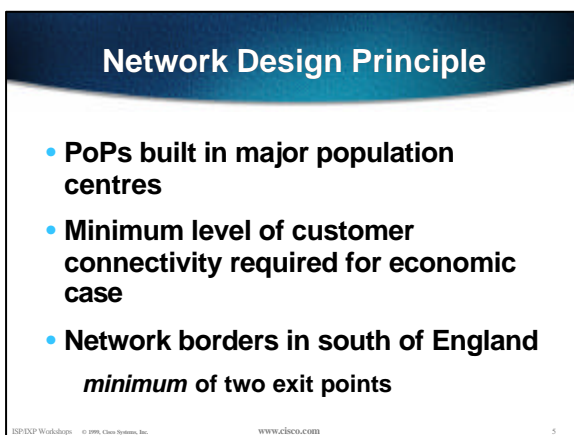 Network Design Principle
• PoPs built in major population
centres
• Minimum level of customer
connectivity required for economic
case
• Network borders in south of England
minimum of two exit points
ISP/IXP Workshops © 1999, Cisco Systems, Inc. www.cisco.com 5